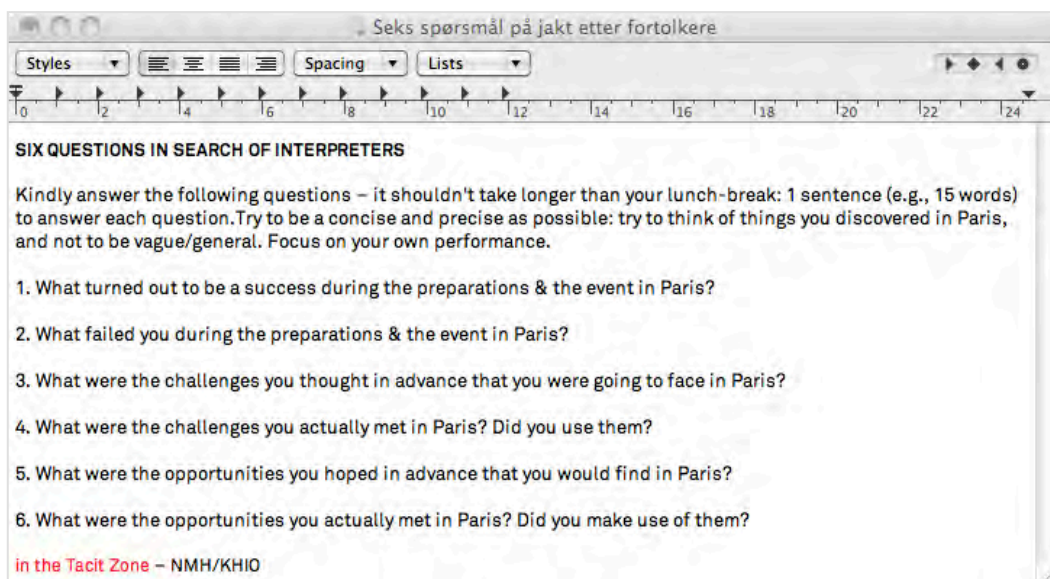 Seks spørsmål på jakt etter fortolkere
Styles Spacing Lists
0 2 4 6 8 10 12 14 16 18 20 22 24
SIX QUESTIONS IN SEARCH OF INTERPRETERS
Kindly answer the following questions – it shouldn't take longer than your lunch-break: 1 sentence (e.g., 15 words)
to answer each question.Try to be a concise and precise as possible: try to think of things you discovered in Paris,
and not to be vague/general. Focus on your own performance.
1. What turned out to be a success during the preparations & the event in Paris?
2. What failed you during the preparations & the event in Paris?
3. What were the challenges you thought in advance that you were going to face in Paris?
4. What were the challenges you actually met in Paris? Did you use them?
5. What were the opportunities you hoped in advance that you would find in Paris?
6. What were the opportunities you actually met in Paris? Did you make use of them?
in the Tacit Zone – NMH/KHIO